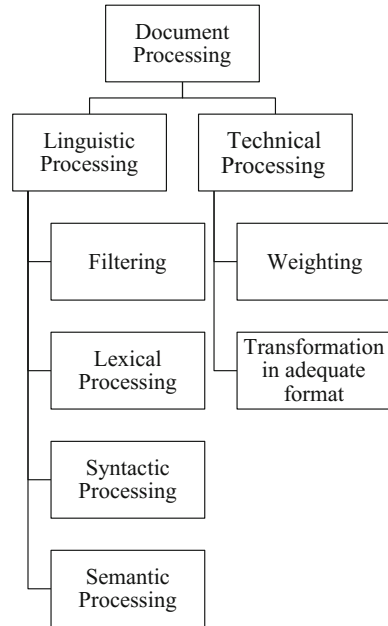 Document
Processing
Linguistic
Processing
Technical
Processing
Filtering
Weighting
Lexical
Processing
Transformation
in adequate
format
Syntactic
Processing
Semantic
Processing